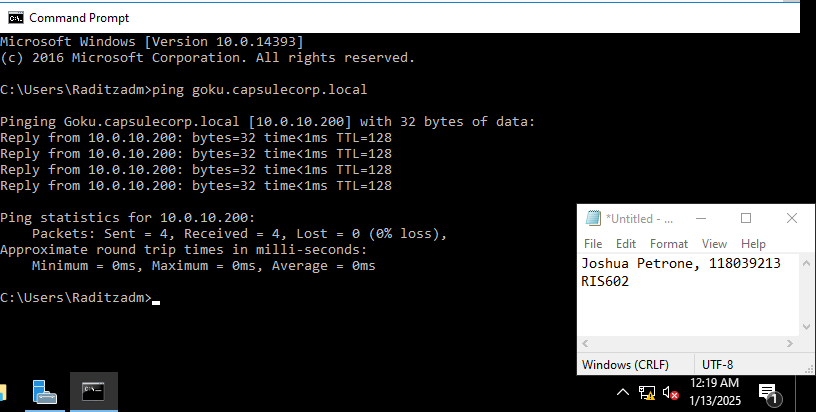 Command Prompt
Microsoft Windows [Version 10.0.14393]
(c) 2016 Microsoft Corporation. All rights reserved.
C:\Users\Raditzadm>ping goku.capsulecorp.local
Pinging Goku.capsulecorp.local [10.0.10.200] with 32 bytes of data:
Reply from 10.0.10.200: bytes=32 time<1ms TTL=128
Reply from 10.0.10.200: bytes=32 time<1ms TTL=128
Reply from 10.0.10.200: bytes=32 time<1ms TTL=128
Reply from 10.0.10.200: bytes=32 time<1ms TTL=128
Ping statistics for 10.0.10.200:
    Packets: Sent = 4, Received = 4, Lost = 0 (0% loss),
Approximate round trip times in milli-seconds:
    Minimum = 0ms, Maximum = 0ms, Average = 0ms
C:\Users\Raditzadm>
*Untitled - ...
File Edit Format View Help
Joshua Petrone, 118039213
RIS602
Windows (CRLF) UTF-8
12:19 AM
1/13/2025
1